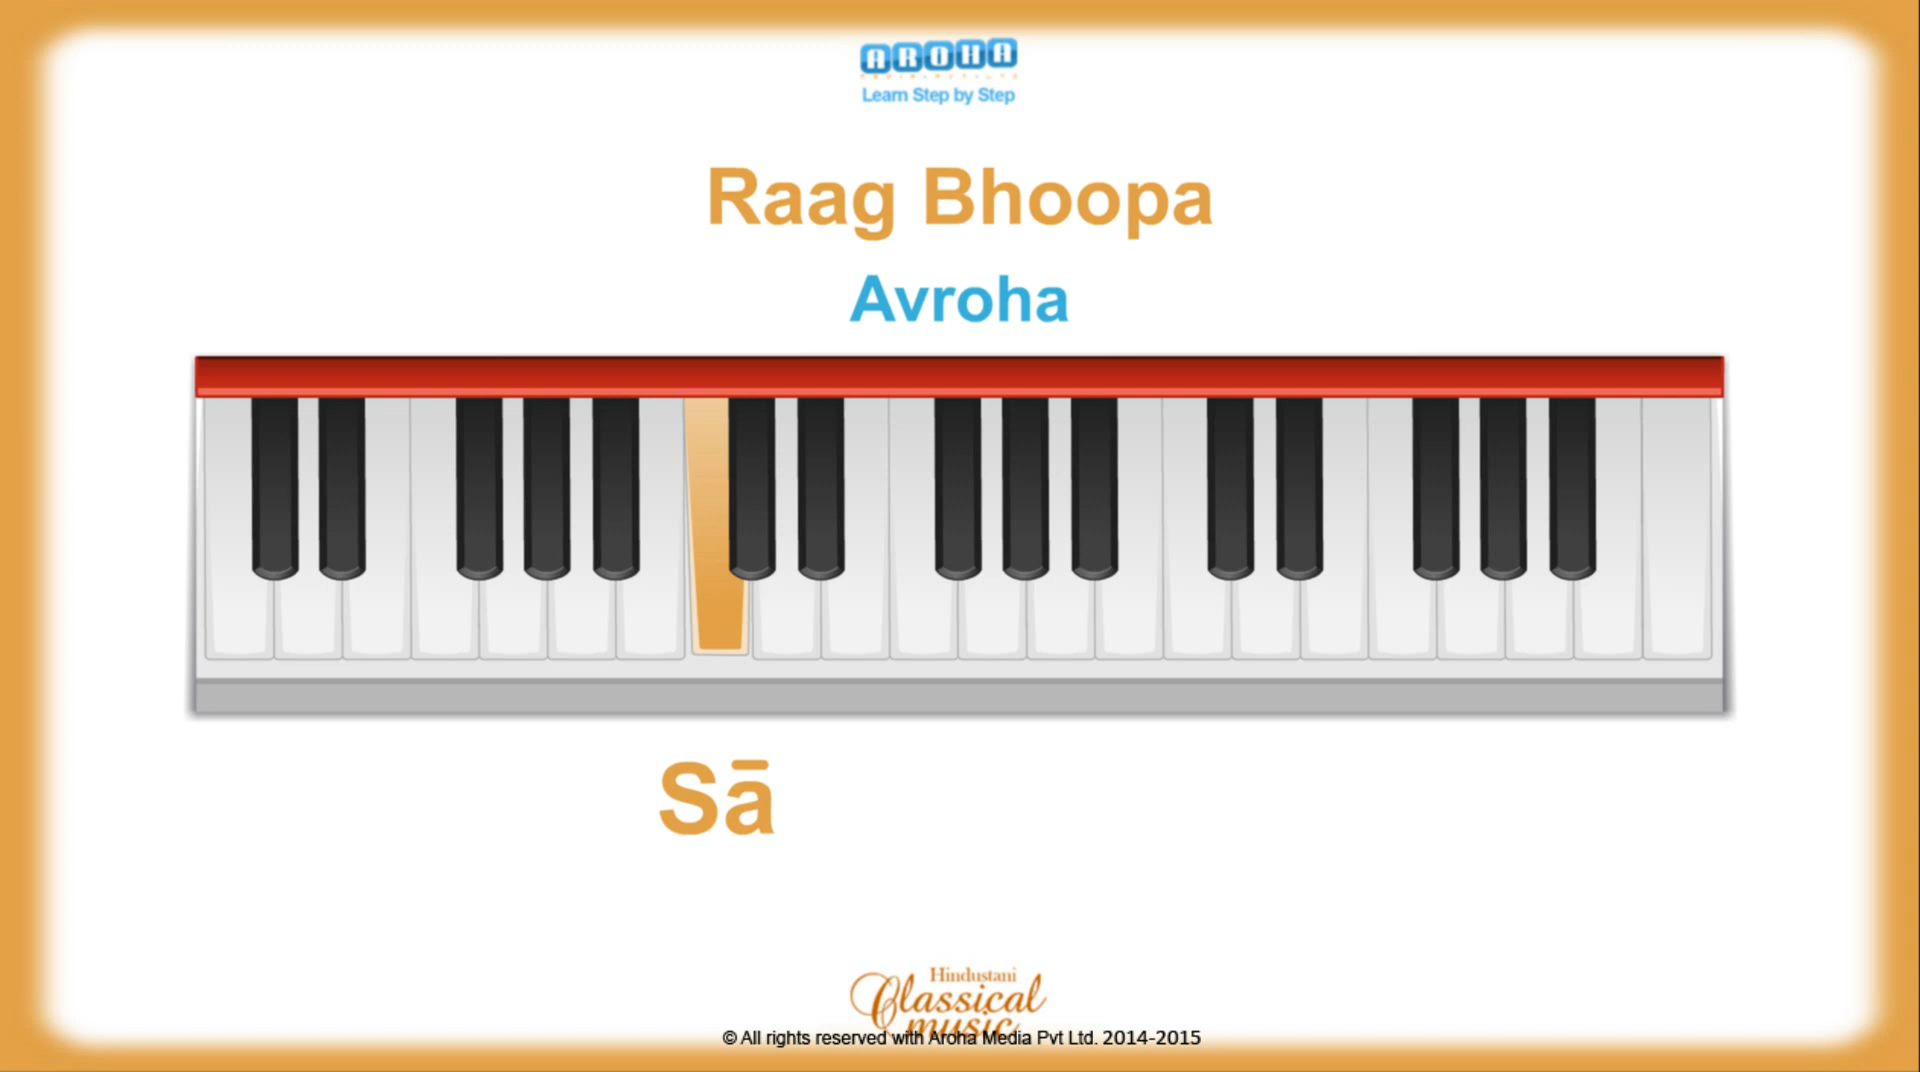 AROHA
Learn Step by Step
Raag Bhoopa
Avroha
Sā
Hindustani
Classical
music
© All rights reserved with Aroha Media Pvt Ltd. 2014-2015